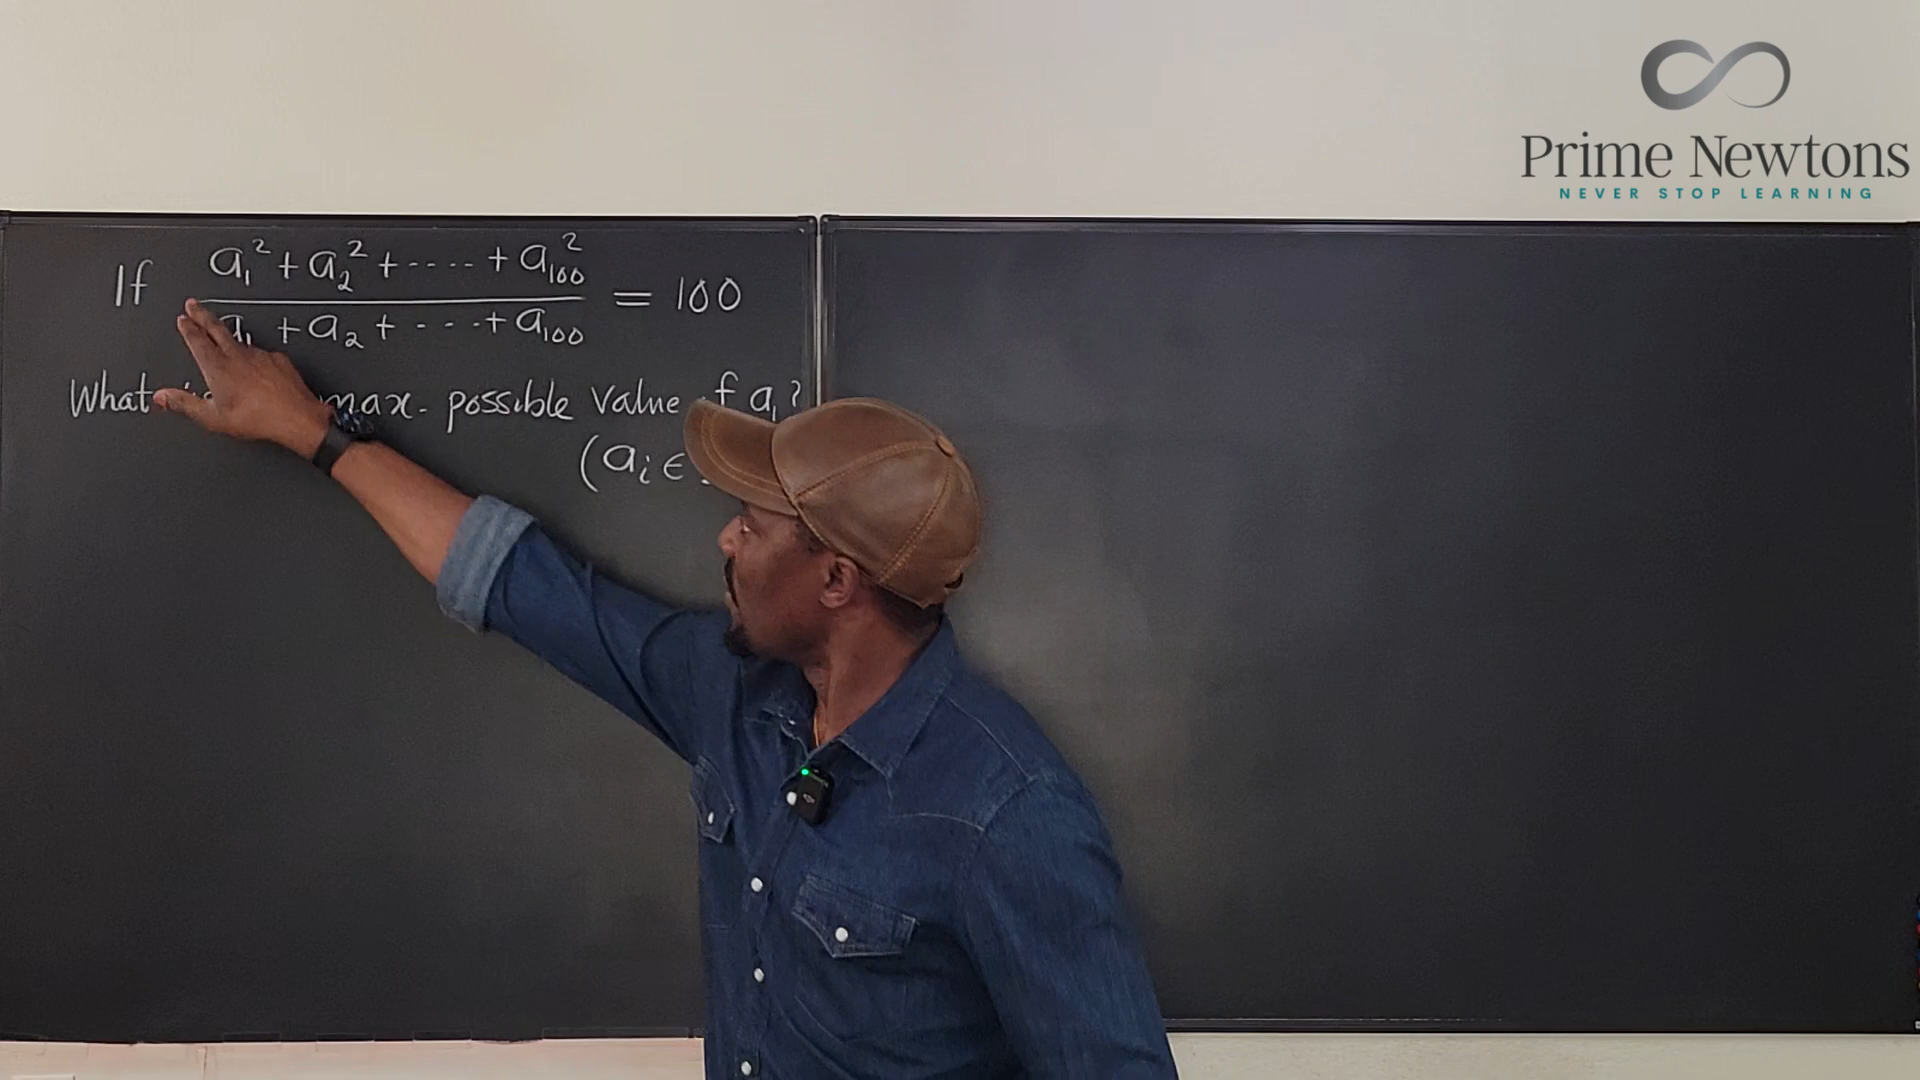 Prime Newtons
NEVER STOP LEARNING
If (a₁² + a₂² + ····· + a₁₀₀²) / (a₁ + a₂ + ····+ a₁₀₀) = 100
What max. possible value a₁?
(aᵢ ∈